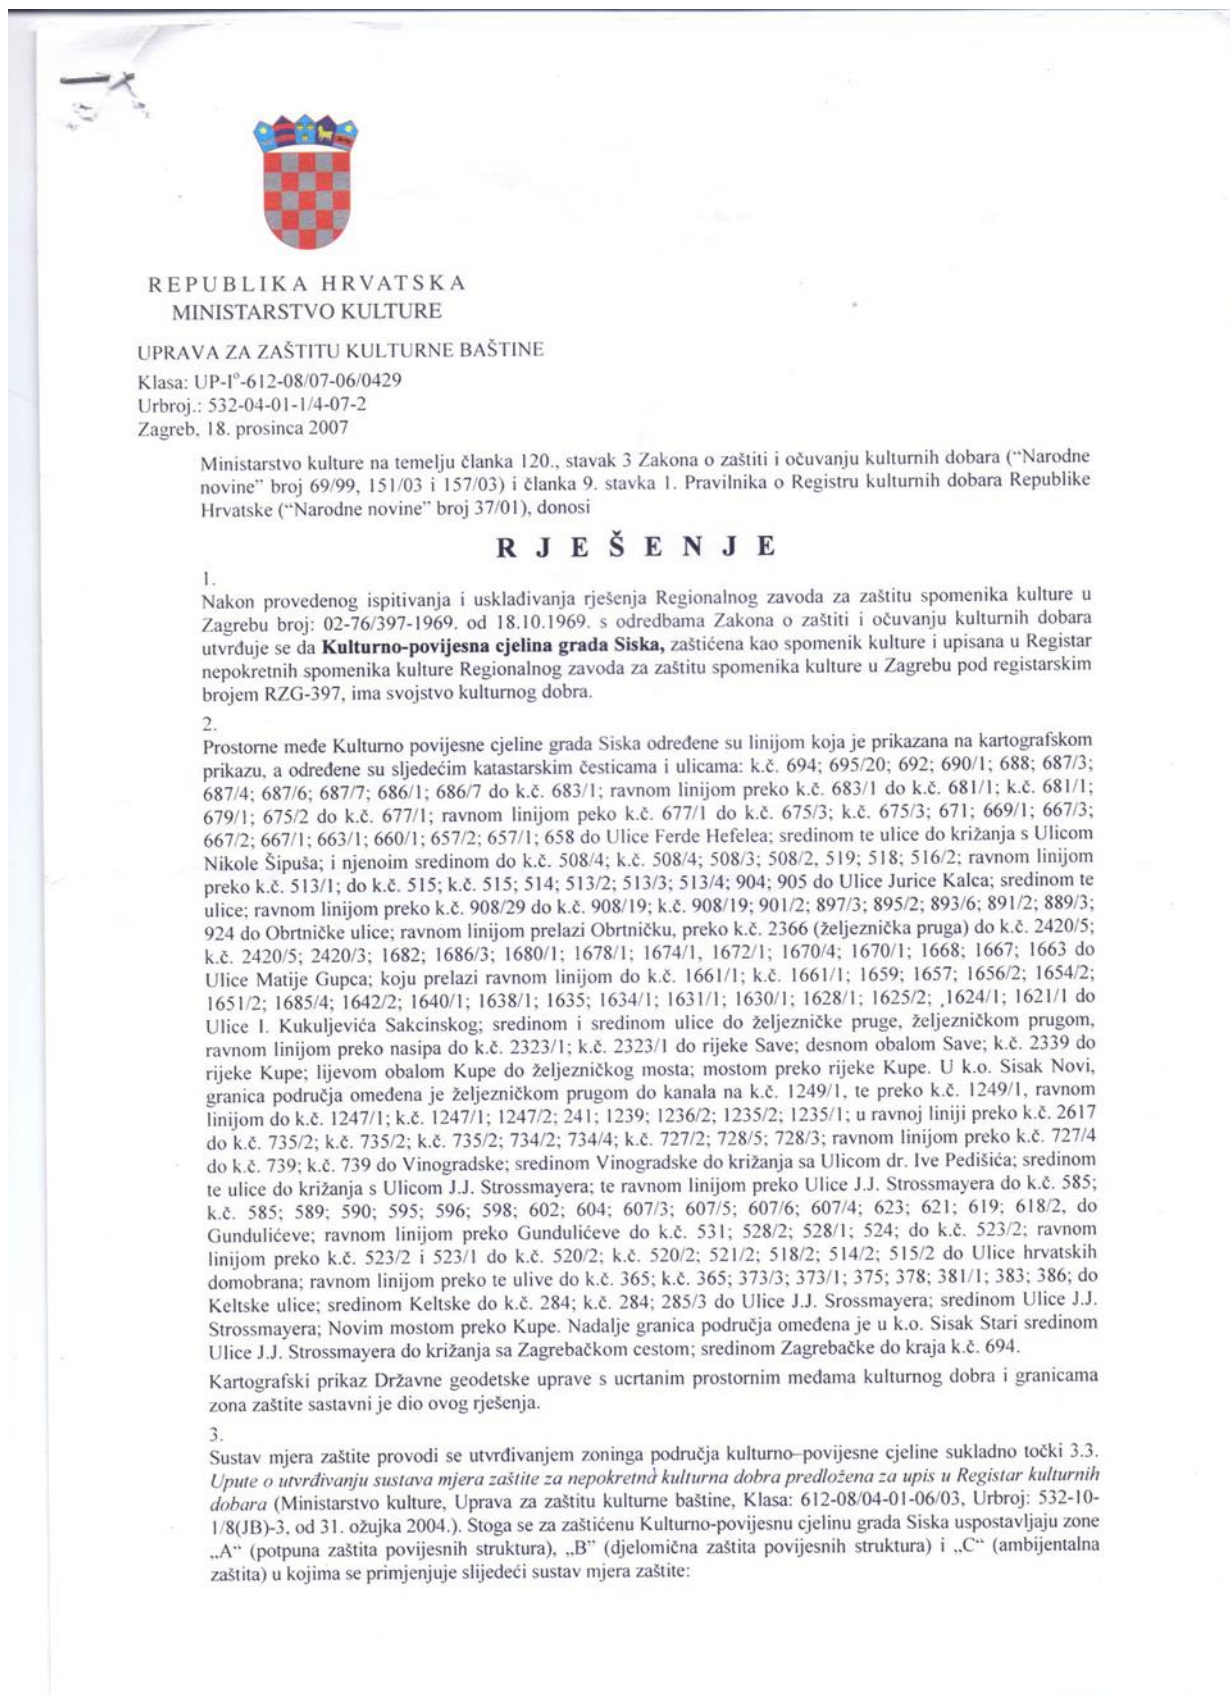 REPUBLIKA HRVATSKA
MINISTARSTVO KULTURE
UPRAVA ZA ZAŠTITU KULTURNE BAŠTINE
Klasa: UP-Iº-612-08/07-06/0429
Urbroj.: 532-04-01-1/4-07-2
Zagreb, 18. prosinca 2007
Ministarstvo kulture na temelju članka 120., stavak 3 Zakona o zaštiti i očuvanju kulturnih dobara (“Narodne
novine” broj 69/99, 151/03 i 157/03) i članka 9. stavka 1. Pravilnika o Registru kulturnih dobara Republike
Hrvatske (“Narodne novine” broj 37/01), donosi
R J E Š E N J E
1.
Nakon provedenog ispitivanja i usklađivanja rješenja Regionalnog zavoda za zaštitu spomenika kulture u
Zagrebu broj: 02-76/397-1969. od 18.10.1969. s odredbama Zakona o zaštiti i očuvanju kulturnih dobara
utvrđuje se da Kulturno-povijesna cjelina grada Siska, zaštićena kao spomenik kulture i upisana u Registar
nepokretnih spomenika kulture Regionalnog zavoda za zaštitu spomenika kulture u Zagrebu pod registarskim
brojem RZG-397, ima svojstvo kulturnog dobra.
2.
Prostorne međe Kulturno povijesne cjeline grada Siska određene su linijom koja je prikazana na kartografskom
prikazu, a određene su sljedećim katastarskim česticama i ulicama: k.č. 694; 695/20; 692; 690/1; 688; 687/3;
687/4; 687/6; 687/7; 686/1; 686/7 do k.č. 683/1; ravnom linijom preko k.č. 683/1 do k.č. 681/1; k.č. 681/1;
679/1; 675/2 do k.č. 677/1; ravnom linijom peko k.č. 677/1 do k.č. 675/3; k.č. 675/3; 671; 669/1; 667/3;
667/2; 667/1; 663/1; 660/1; 657/2; 657/1; 658 do Ulice Ferde Hefelea; sredinom te ulice do križanja s Ulicom
Nikole Šipuša; i njenoim sredinom do k.č. 508/4; k.č. 508/4; 508/3; 508/2, 519; 518; 516/2; ravnom linijom
preko k.č. 513/1; do k.č. 515; k.č. 515; 514; 513/2; 513/3; 513/4; 904; 905 do Ulice Jurice Kalca; sredinom te
ulice; ravnom linijom preko k.č. 908/29 do k.č. 908/19; k.č. 908/19; 901/2; 897/3; 895/2; 893/6; 891/2; 889/3;
924 do Obrtničke ulice; ravnom linijom prelazi Obrtničku, preko k.č. 2366 (željeznička pruga) do k.č. 2420/5;
k.č. 2420/5; 2420/3; 1682; 1686/3; 1680/1; 1678/1; 1674/1, 1672/1; 1670/4; 1670/1; 1668; 1667; 1663 do
Ulice Matije Gupca; koju prelazi ravnom linijom do k.č. 1661/1; k.č. 1661/1; 1659; 1657; 1656/2; 1654/2;
1651/2; 1685/4; 1642/2; 1640/1; 1638/1; 1635; 1634/1; 1631/1; 1630/1; 1628/1; 1625/2; ,1624/1; 1621/1 do
Ulice I. Kukuljevića Sakcinskog; sredinom i sredinom ulice do željezničke pruge, željezničkom prugom,
ravnom linijom preko nasipa do k.č. 2323/1; k.č. 2323/1 do rijeke Save; desnom obalom Save; k.č. 2339 do
rijeke Kupe; lijevom obalom Kupe do željezničkog mosta; mostom preko rijeke Kupe. U k.o. Sisak Novi,
granica područja omeđena je željezničkom prugom do kanala na k.č. 1249/1, te preko k.č. 1249/1, ravnom
linijom do k.č. 1247/1; k.č. 1247/1; 1247/2; 241; 1239; 1236/2; 1235/2; 1235/1; u ravnoj liniji preko k.č. 2617
do k.č. 735/2; k.č. 735/2; k.č. 735/2; 734/2; 734/4; k.č. 727/2; 728/5; 728/3; ravnom linijom preko k.č. 727/4
do k.č. 739; k.č. 739 do Vinogradske; sredinom Vinogradske do križanja sa Ulicom dr. Ive Pedišića; sredinom
te ulice do križanja s Ulicom J.J. Strossmayera; te ravnom linijom preko Ulice J.J. Strossmayera do k.č. 585;
k.č. 585; 589; 590; 595; 596; 598; 602; 604; 607/3; 607/5; 607/6; 607/4; 623; 621; 619; 618/2, do
Gundulićeve; ravnom linijom preko Gundulićeve do k.č. 531; 528/2; 528/1; 524; do k.č. 523/2; ravnom
linijom preko k.č. 523/2 i 523/1 do k.č. 520/2; k.č. 520/2; 521/2; 518/2; 514/2; 515/2 do Ulice hrvatskih
domobrana; ravnom linijom preko te ulive do k.č. 365; k.č. 365; 373/3; 373/1; 375; 378; 381/1; 383; 386; do
Keltske ulice; sredinom Keltske do k.č. 284; k.č. 284; 285/3 do Ulice J.J. Srossmayera; sredinom Ulice J.J.
Strossmayera; Novim mostom preko Kupe. Nadalje granica područja omeđena je u k.o. Sisak Stari sredinom
Ulice J.J. Strossmayera do križanja sa Zagrebačkom cestom; sredinom Zagrebačke do kraja k.č. 694.
Kartografski prikaz Državne geodetske uprave s ucrtanim prostornim međama kulturnog dobra i granicama
zona zaštite sastavni je dio ovog rješenja.
3.
Sustav mjera zaštite provodi se utvrđivanjem zoninga područja kulturno–povijesne cjeline sukladno točki 3.3.
Upute o utvrđivanju sustava mjera zaštite za nepokretna kulturna dobra predložena za upis u Registar kulturnih
dobara (Ministarstvo kulture, Uprava za zaštitu kulturne baštine, Klasa: 612-08/04-01-06/03, Urbroj: 532-10-
1/8(JB)-3, od 31. ožujka 2004.). Stoga se za zaštićenu Kulturno-povijesnu cjelinu grada Siska uspostavljaju zone
„A“ (potpuna zaštita povijesnih struktura), „B” (djelomična zaštita povijesnih struktura) i „C“ (ambijentalna
zaštita) u kojima se primjenjuje slijedeći sustav mjera zaštite: